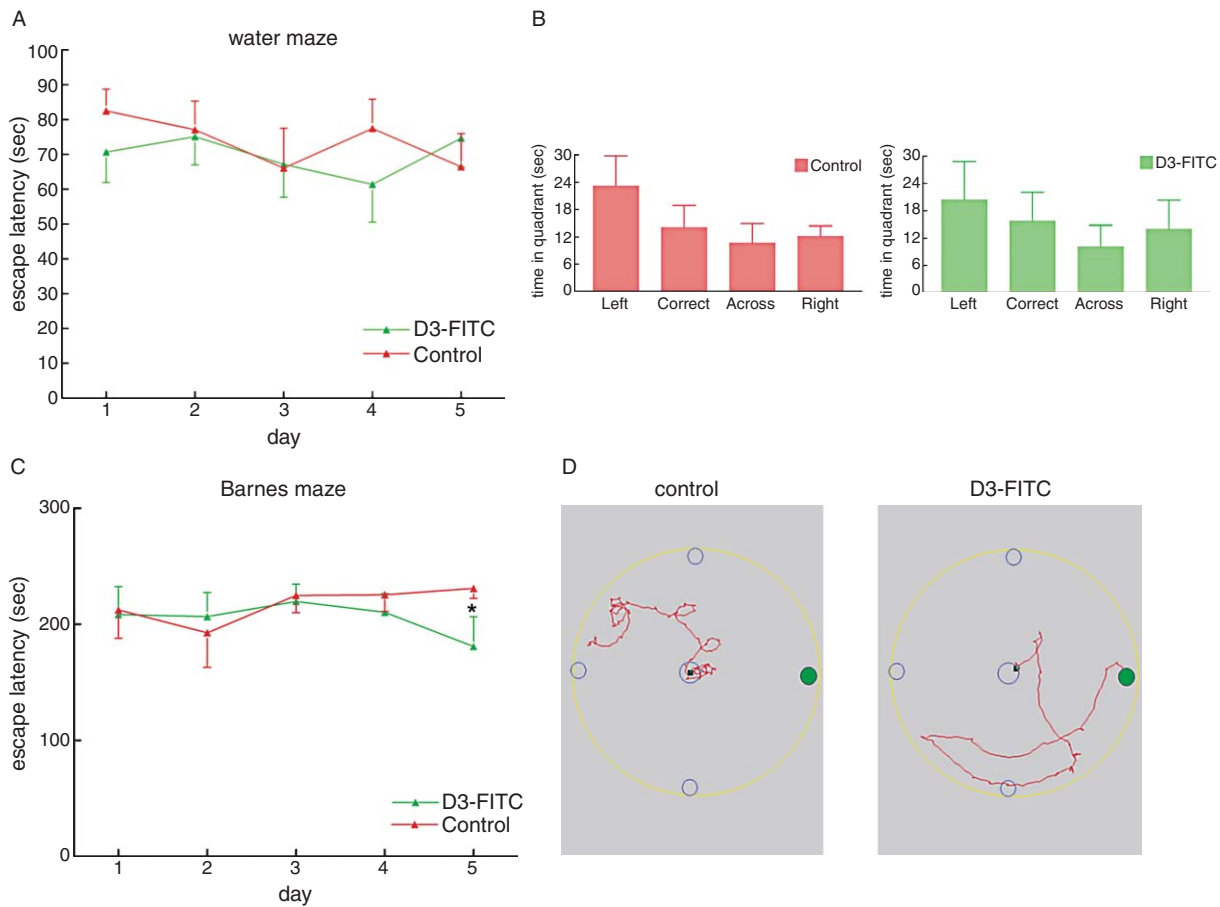 A
water maze
escape latency (sec)
100
90
80
70
60
50
40
30
20
10
0
D3-FITC
Control
1 2 3 4 5
day
B
time in quadrant (sec)
30
24
18
12
6
0
Control
Left Correct Across Right
time in quadrant (sec)
30
24
18
12
6
0
D3-FITC
Left Correct Across Right
C
Barnes maze
escape latency (sec)
300
200
100
0
*
D3-FITC
Control
1 2 3 4 5
day
D
control
D3-FITC